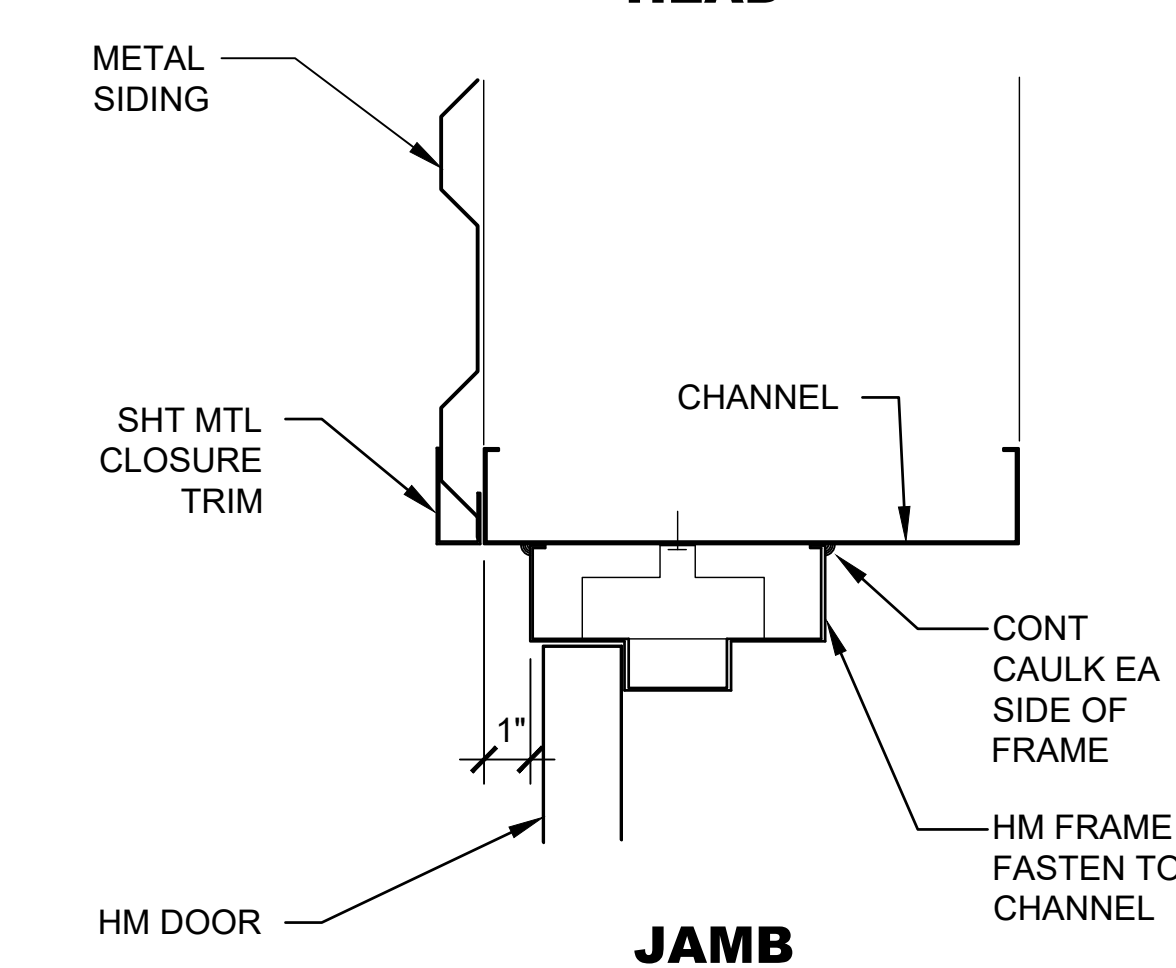 HEAD
METAL
SIDING
CHANNEL
SHT MTL
CLOSURE
TRIM
CONT
CAULK EA
SIDE OF
FRAME
1"
HM FRAME
FASTEN TO
CHANNEL
HM DOOR
JAMB